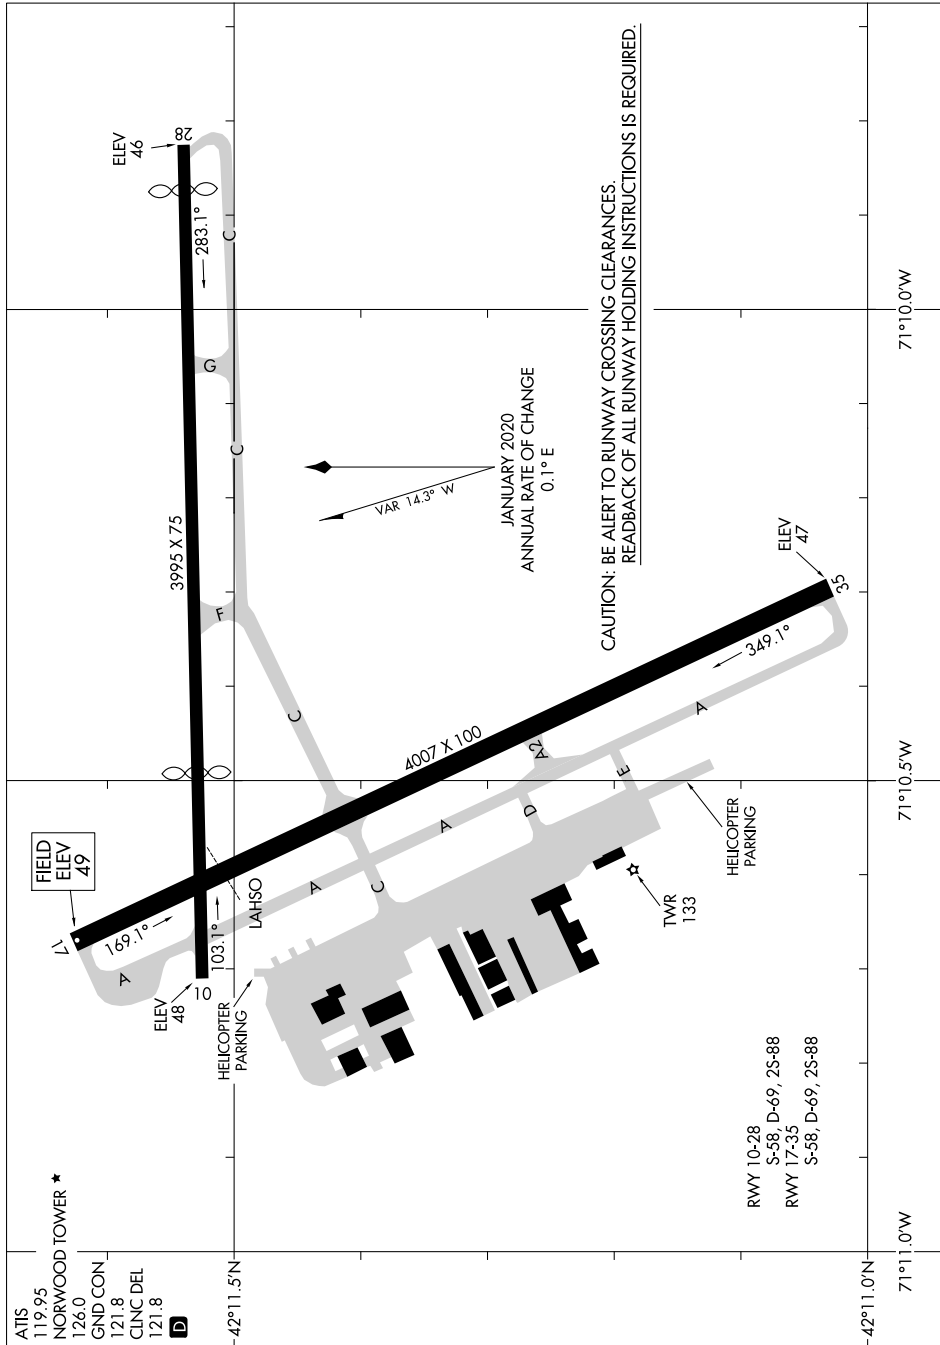 ATIS
119.95
NORWOOD TOWER ★
126.0
GND CON
121.8
CLNC DEL
121.8
D
FIELD
ELEV
49
17
169.1°
A
ELEV
48
10
103.1°
HELICOPTER
PARKING
LAHSO
A
C
A
4007 X 100
C
3995 X 75
F
C
G
C
283.1°
ELEV
46
28
VAR 14.3° W
JANUARY 2020
ANNUAL RATE OF CHANGE
0.1° E
CAUTION: BE ALERT TO RUNWAY CROSSING CLEARANCES.
READBACK OF ALL RUNWAY HOLDING INSTRUCTIONS IS REQUIRED.
A2
D
E
A
349.1°
35
ELEV
47
TWR
133
HELICOPTER
PARKING
RWY 10-28
S-58, D-69, 2S-88
RWY 17-35
S-58, D-69, 2S-88
42°11.5'N
42°11.0'N
71°11.0'W
71°10.5'W
71°10.0'W